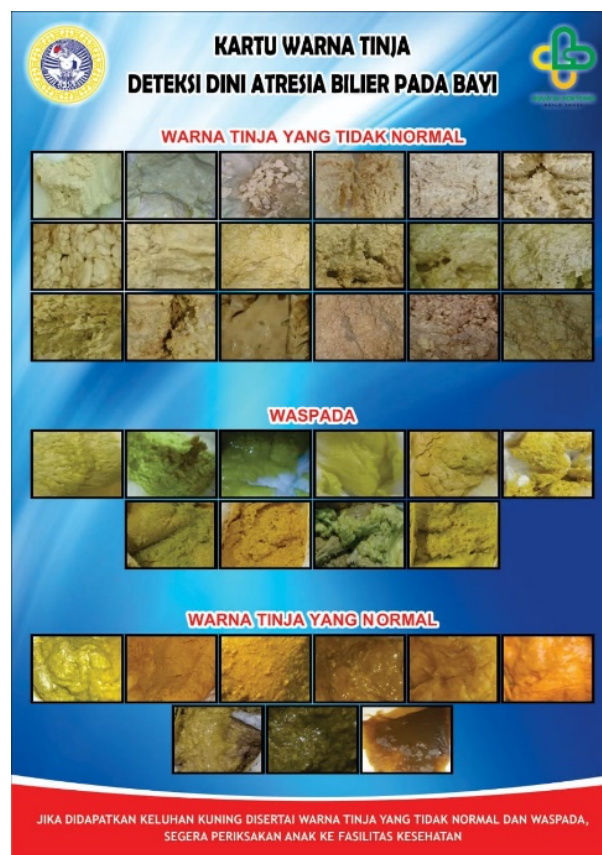 KARTU WARNA TINJA
DETEKSI DINI ATRESIA BILIER PADA BAYI
WARNA TINJA YANG TIDAK NORMAL
WASPADA
WARNA TINJA YANG NORMAL
JIKA DIDAPATKAN KELUHAN KUNING DISERTAI WARNA TINJA YANG TIDAK NORMAL DAN WASPADA,
SEGERA PERIKSAKAN ANAK KE FASILITAS KESEHATAN